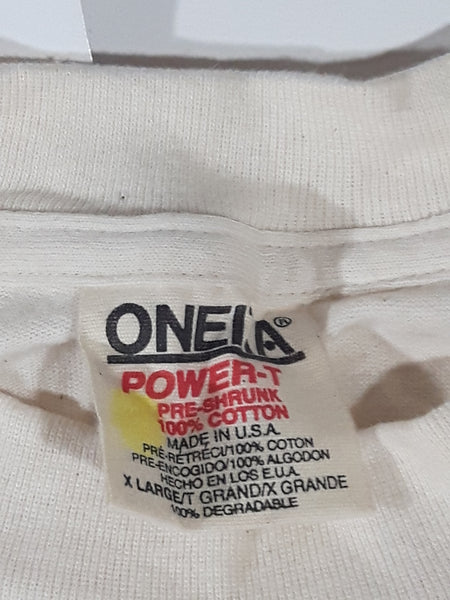 ONEITA®
POWER-T
PRE-SHRUNK
100% COTTON
MADE IN U.S.A.
PRÉ-RÉTRÉCI/100% COTON
PRE-ENCOGIDO/100% ALGODON
HECHO EN LOS E.U.A.
X LARGE/T GRAND/X GRANDE
100% DEGRADABLE